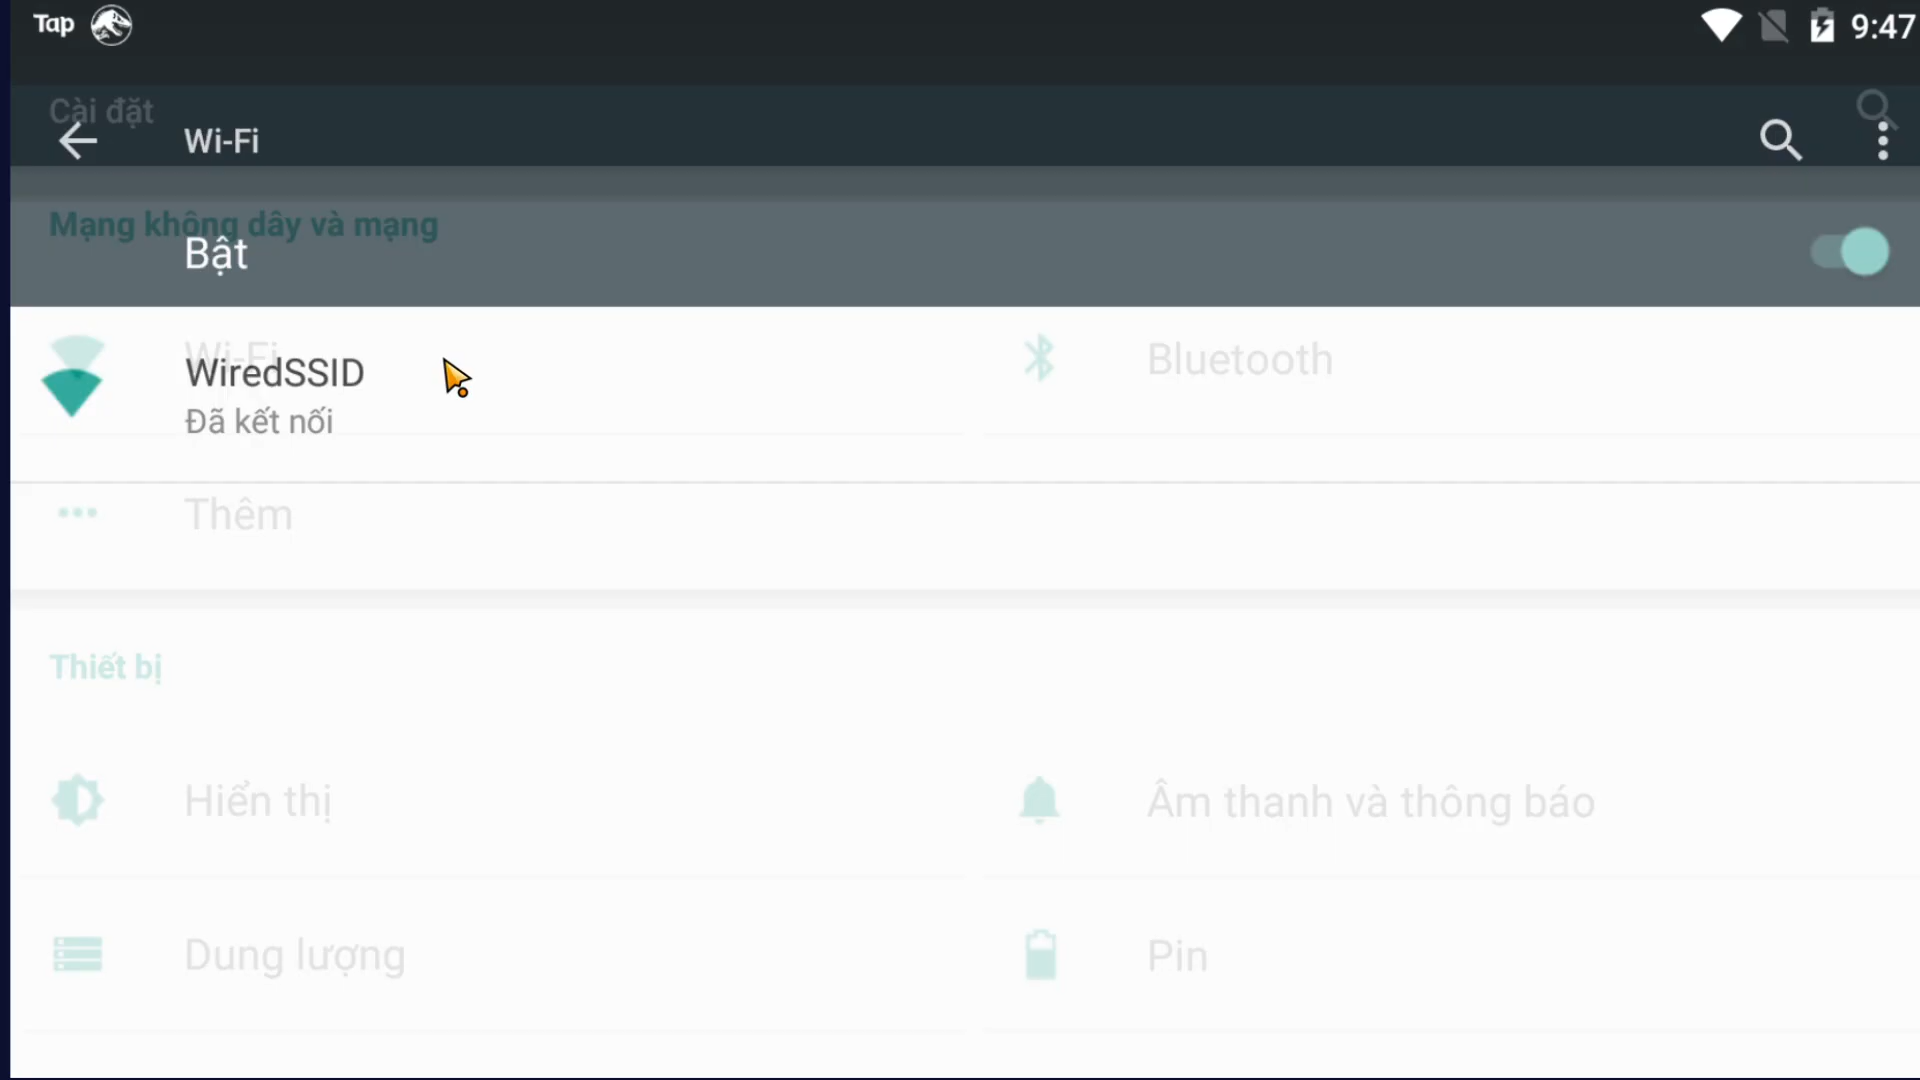 Tap
9:47
Cài đặt
Wi-Fi
Mạng không dây và mạng
Bật
Wi-Fi
Bluetooth
WiredSSID
Đã kết nối
Thêm
Thiết bị
Hiển thị
Âm thanh và thông báo
Dung lượng
Pin